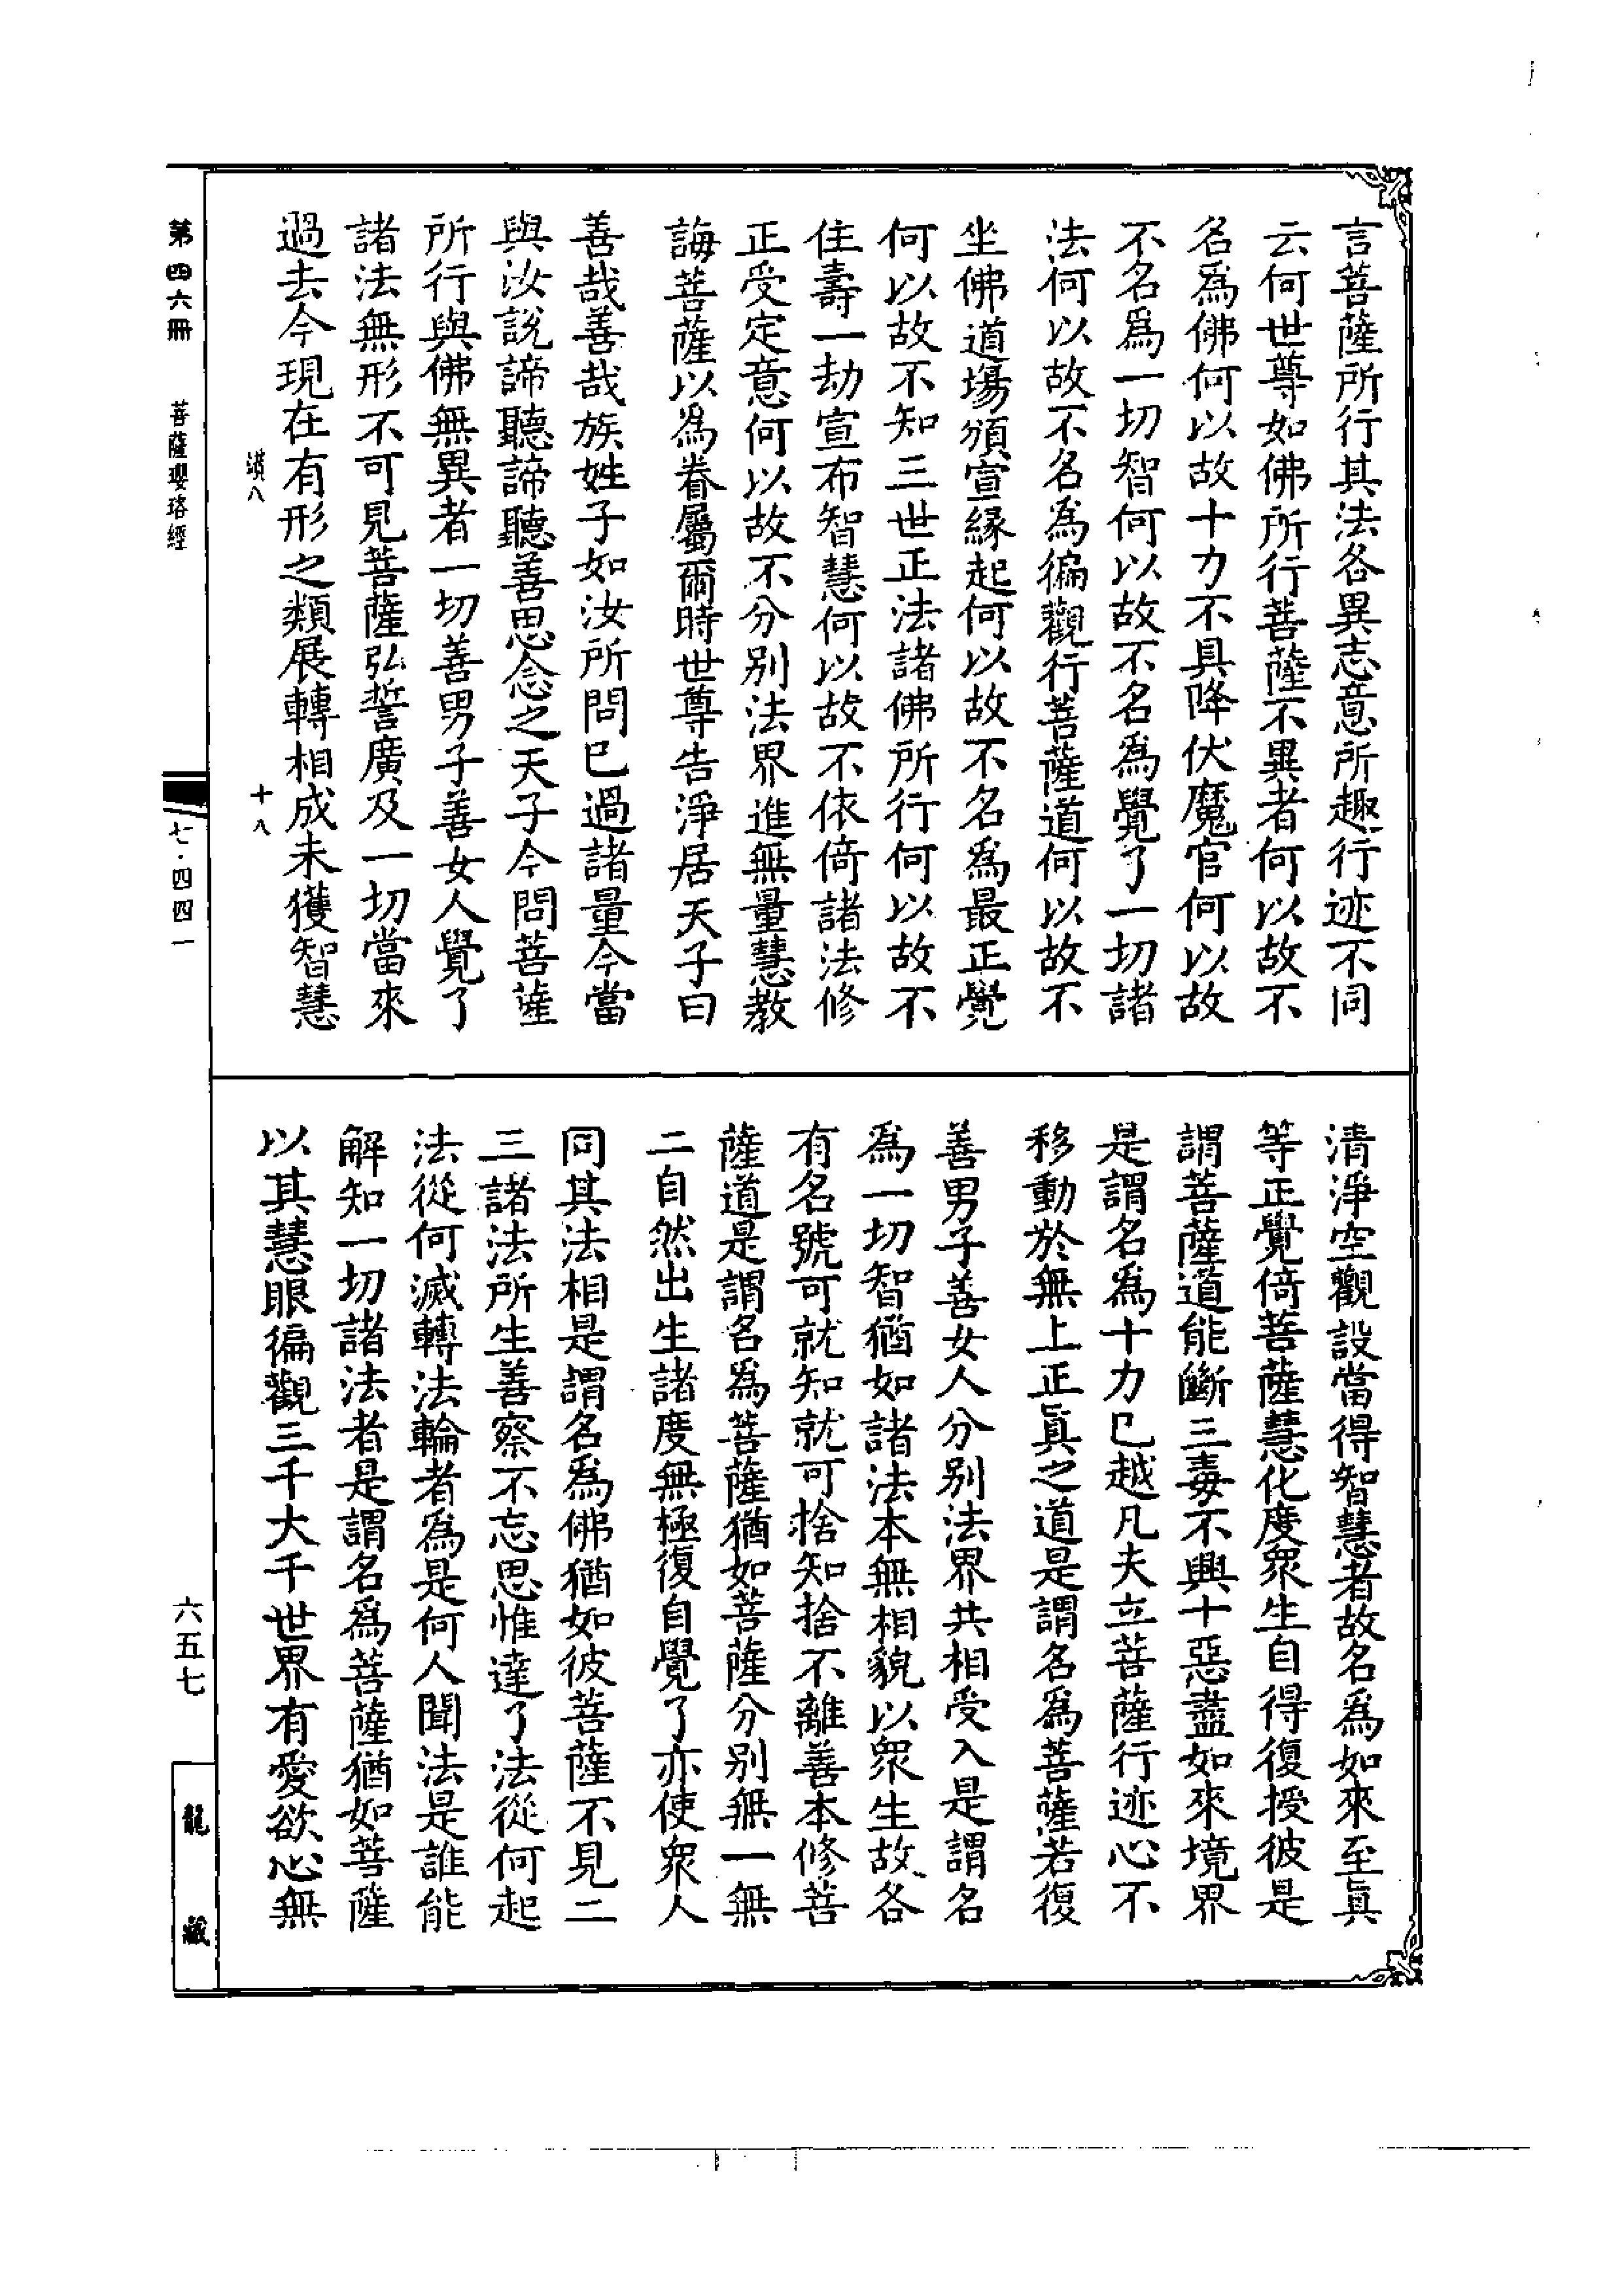 言菩薩所行其法各異志意所趣行迹不同
云何世尊如佛所行菩薩不異者何以故不
名爲佛何以故十力不具降伏魔官何以故
不名爲一切智何以故不名爲覺了一切諸
法何以故不名爲徧觀行菩薩道何以故不
坐佛道場頒宣緣起何以故不名爲最正覺
何以故不知三世正法諸佛所行何以故不
住壽一劫宣布智慧何以故不依倚諸法修
正受定意何以故不分別法界進無量慧教
誨菩薩以爲眷屬爾時世尊告淨居天子曰
善哉善哉族姓子如汝所問已過諸量今當
與汝說諦聽諦聽善思念之天子今問菩薩
所行與佛無異者一切善男子善女人覺了
諸法無形不可見菩薩弘誓廣及一切當來
過去今現在有形之類展轉相成未獲智慧
八
十八
清淨空觀設當得智慧者故名爲如來至眞
等正覺倚菩薩慧化度眾生自得復授彼是
謂菩薩道能斷三毒不興十惡盡如來境界
是謂名爲十力已越凡夫立菩薩行迹心不
移動於無上正眞之道是謂名爲菩薩若復
善男子善女人分別法界共相受入是謂名
爲一切智猶如諸法本無相貌以眾生故各
有名號可就知就可捨知捨不離善本修菩
薩道是謂名爲菩薩猶如菩薩分別無一無
二自然出生諸度無極復自覺了亦使眾人
同其法相是謂名爲佛猶如彼菩薩不見二
三諸法所生善察不忘思惟達了法從何起
法從何滅轉法輪者爲是何人聞法是誰能
解知一切諸法者是謂名爲菩薩猶如菩薩
以其慧眼徧觀三千大千世界有愛欲心無
第四六冊
菩薩瓔珞經
七·四四一
六五七
龍藏